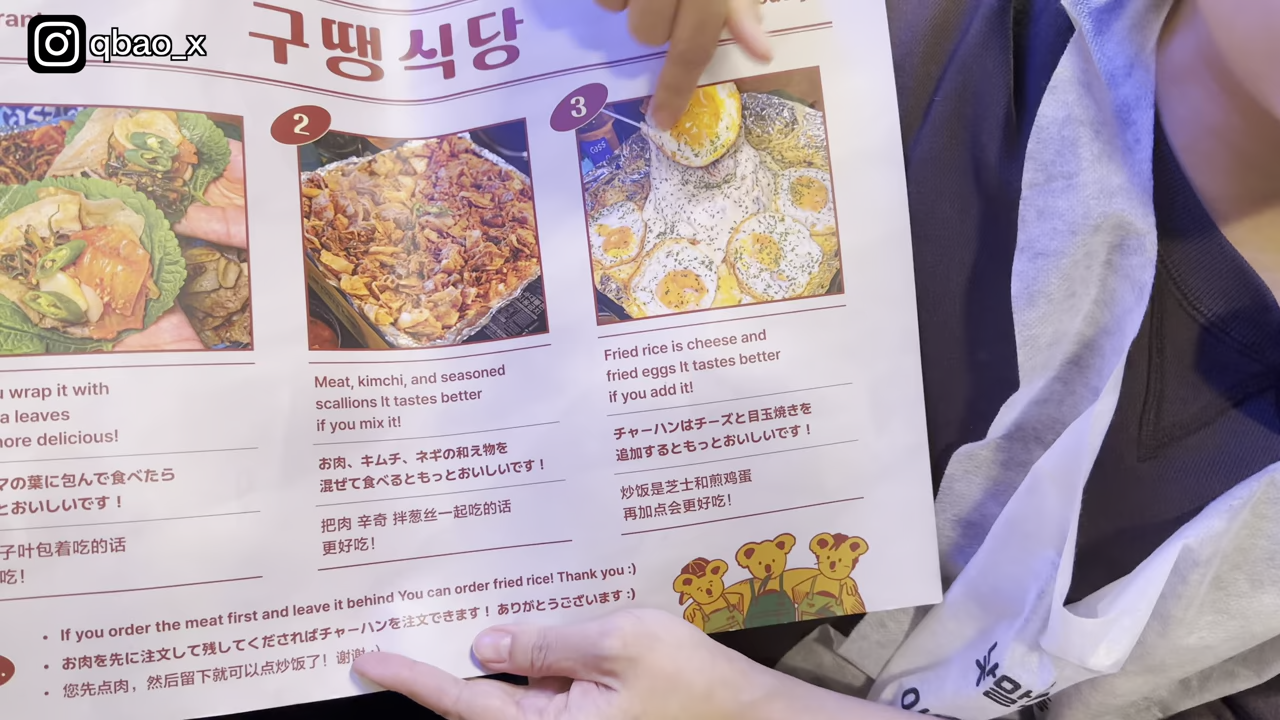 qbao_x
구땡식당
2
3
cass
u wrap it with
a leaves
more delicious!
マの葉に包んで食べたら
とおいしいです！
子叶包着吃的话
吃！
Meat, kimchi, and seasoned
scallions It tastes better
if you mix it!
お肉、キムチ、ネギの和え物を
混ぜて食べるともっとおいしいです！
把肉 辛奇 拌葱丝一起吃的话
更好吃！
Fried rice is cheese and
fried eggs It tastes better
if you add it!
チャーハンはチーズと目玉焼きを
追加するともっとおいしいです！
炒饭是芝士和煎鸡蛋
再加点会更好吃！
• If you order the meat first and leave it behind You can order fried rice! Thank you :)
• お肉を先に注文して残してくださればチャーハンを注文できます！ ありがとうございます :)
• 您先点肉，然后留下就可以点炒饭了！谢谢 :)